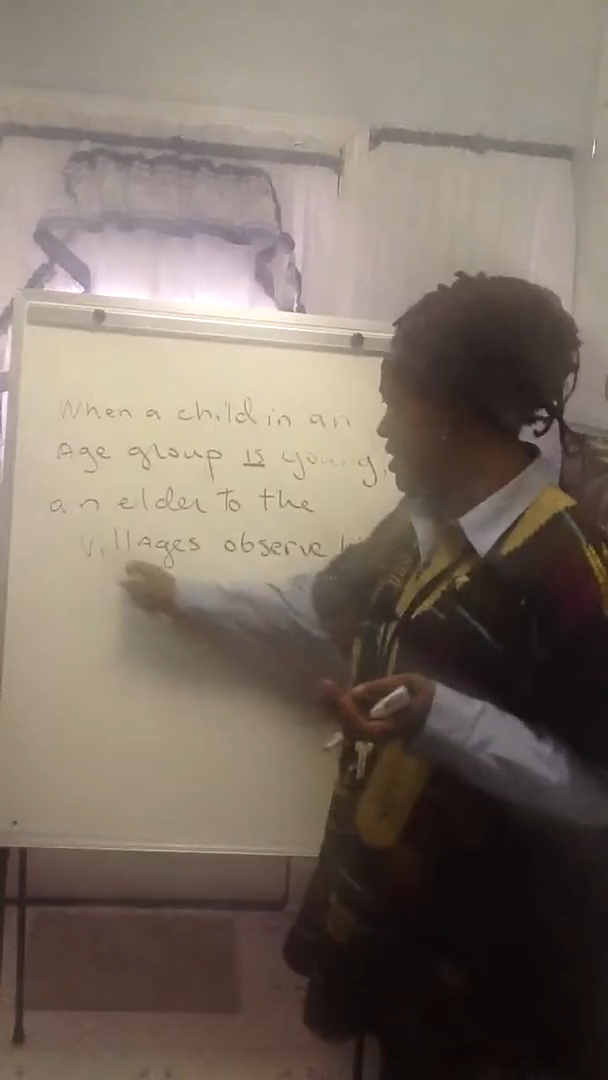 When a child in an
Age group is young,
an elder to the
villages observe